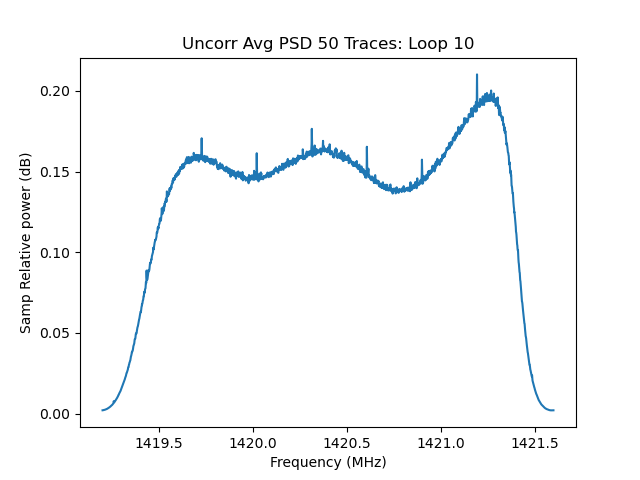 Uncorr Avg PSD 50 Traces: Loop 10
0.20
0.15
0.10
0.05
0.00
Samp Relative power (dB)
1419.5 1420.0 1420.5 1421.0 1421.5
Frequency (MHz)